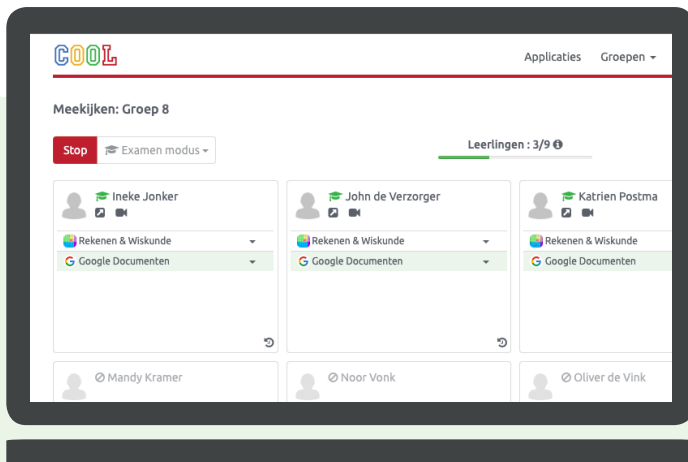 COOL
Applicaties Groepen
Meekijken: Groep 8
Stop Examen modus
Leerlingen : 3/9
Ineke Jonker
Rekenen & Wiskunde
Google Documenten
John de Verzorger
Rekenen & Wiskunde
Google Documenten
Katrien Postma
Rekenen & Wiskunde
Google Documenten
Mandy Kramer
Noor Vonk
Oliver de Vink